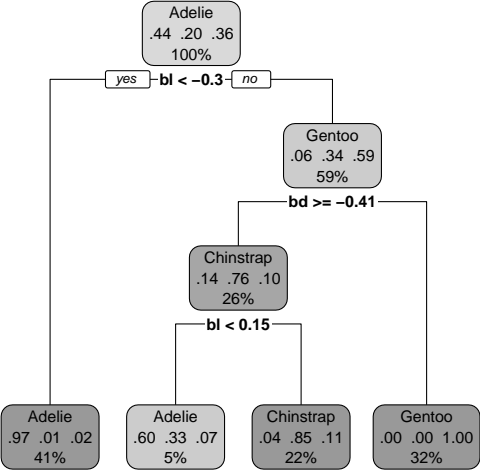 Adelie
.44 .20 .36
100%
yes bl < −0.3 no
Gentoo
.06 .34 .59
59%
bd >= −0.41
Chinstrap
.14 .76 .10
26%
bl < 0.15
Adelie
.97 .01 .02
41%
Adelie
.60 .33 .07
5%
Chinstrap
.04 .85 .11
22%
Gentoo
.00 .00 1.00
32%